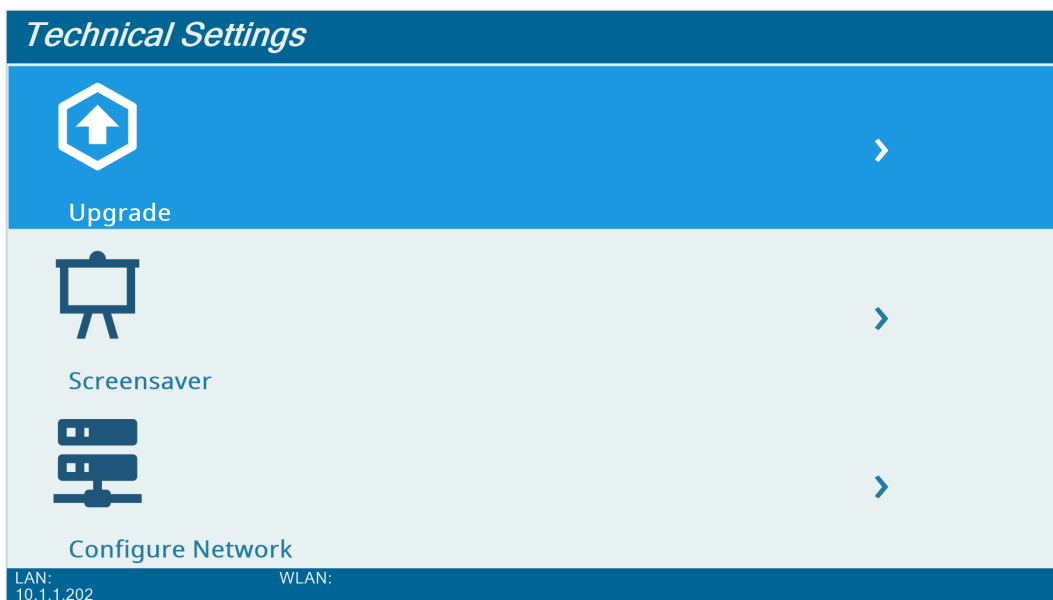 Technical Settings
Upgrade
Screensaver
Configure Network
LAN: WLAN:
10.1.1.202